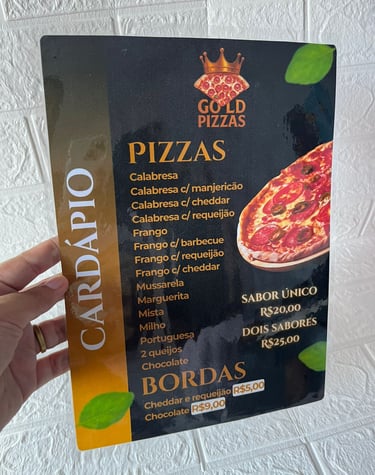 GOLD
PIZZAS
CARDÁPIO
PIZZAS
Calabresa
Calabresa c/ manjericão
Calabresa c/ cheddar
Calabresa c/ requeijão
Frango
Frango c/ barbecue
Frango c/ requeijão
Frango c/ cheddar
Mussarela
Marguerita
Mista
Milho
Portuguesa
2 queijos
Chocolate
SABOR ÚNICO
R$20,00
DOIS SABORES
R$25,00
BORDAS
Cheddar e requeijão R$5,00
Chocolate R$9,00